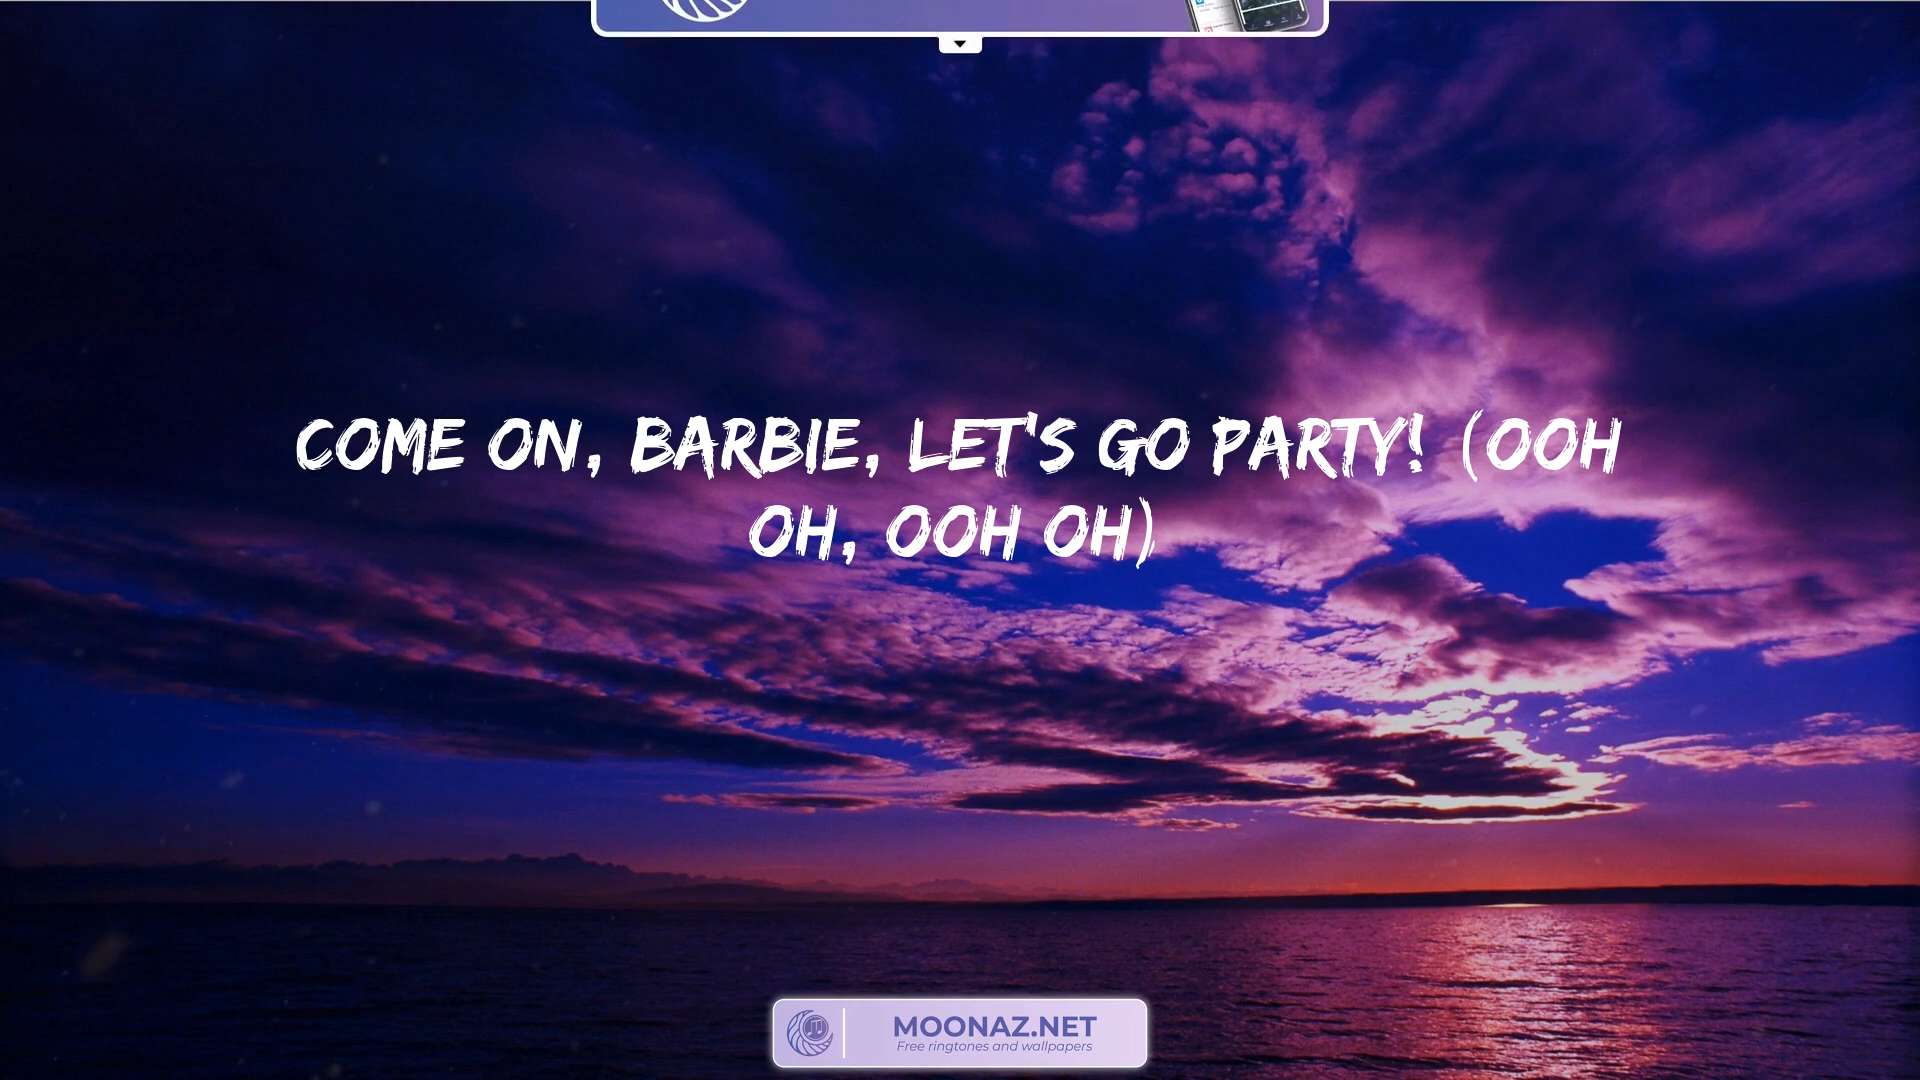 COME ON, BARBIE, LET'S GO PARTY! (OOH
OH, OOH OH)
MOONAZ.NET
Free ringtones and wallpapers